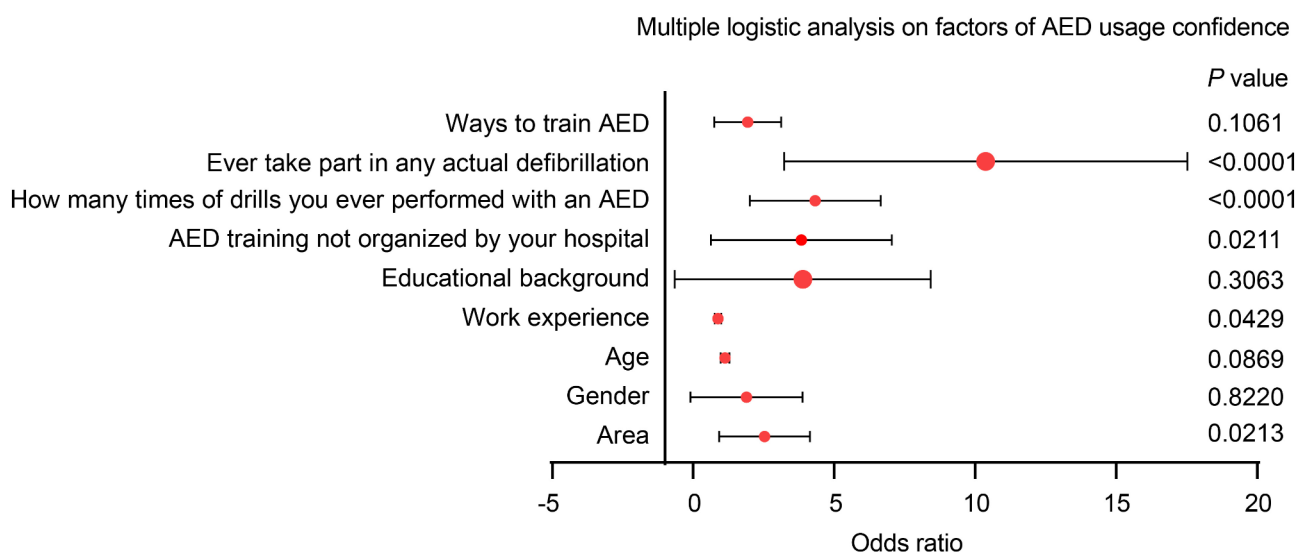 Multiple logistic analysis on factors of AED usage confidence
P value
Ways to train AED 0.1061
Ever take part in any actual defibrillation <0.0001
How many times of drills you ever performed with an AED <0.0001
AED training not organized by your hospital 0.0211
Educational background 0.3063
Work experience 0.0429
Age 0.0869
Gender 0.8220
Area 0.0213
-5 0 5 10 15 20
Odds ratio